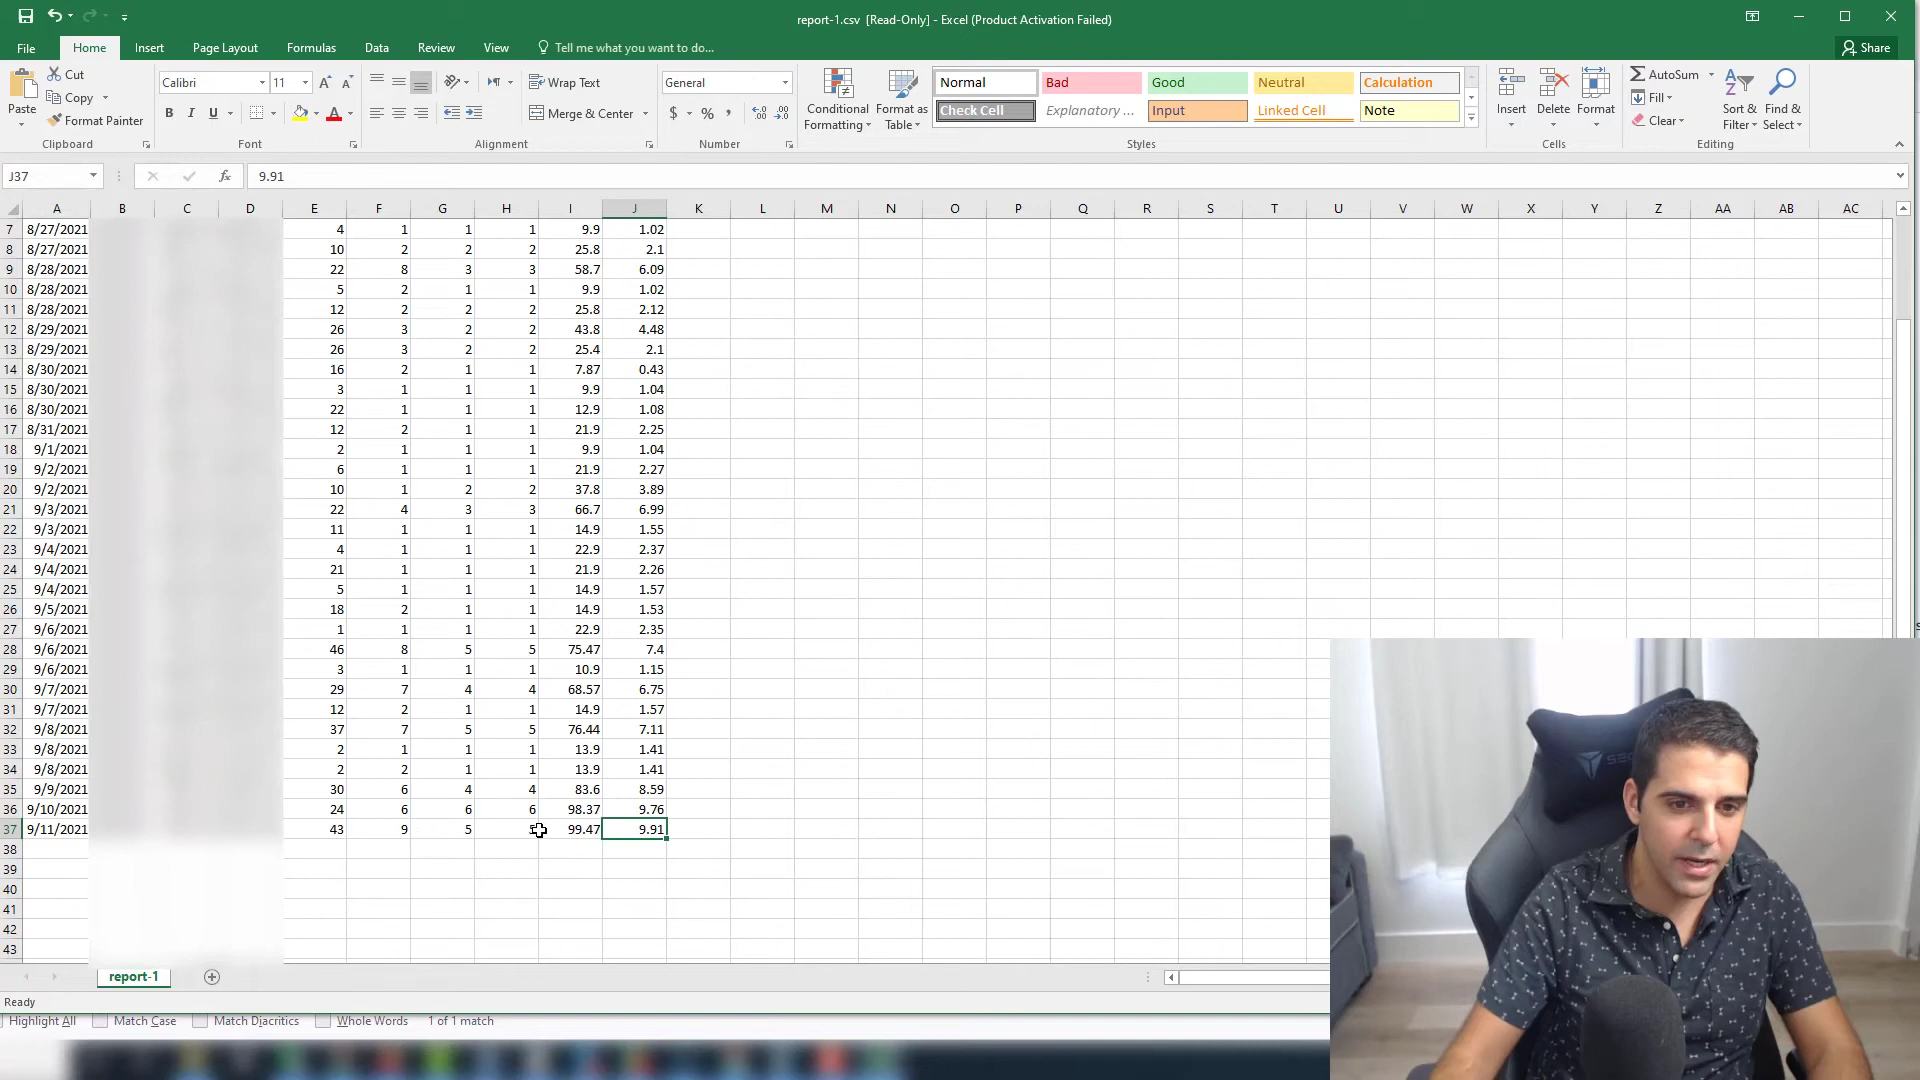 report-1.csv [Read-Only] - Excel (Product Activation Failed)
File Home Insert Page Layout Formulas Data Review View Tell me what you want to do... Share
Paste Cut Copy Format Painter
Calibri 11 B I U
Wrap Text Merge & Center
General $ % ,
Conditional Formatting Format as Table
Normal Bad Good Neutral Calculation
Check Cell Explanatory ... Input Linked Cell Note
Insert Delete Format
AutoSum Fill Clear Sort & Filter Find & Select
Clipboard Font Alignment Number Styles Cells Editing
J37 fx 9.91
A B C D E F G H I J K L M N O P Q R S T U V W X Y Z AA AB AC
7 8/27/2021 4 1 1 1 9.9 1.02
8 8/27/2021 10 2 2 2 25.8 2.1
9 8/28/2021 22 8 3 3 58.7 6.09
10 8/28/2021 5 2 1 1 9.9 1.02
11 8/28/2021 12 2 2 2 25.8 2.12
12 8/29/2021 26 3 2 2 43.8 4.48
13 8/29/2021 26 3 2 2 25.4 2.1
14 8/30/2021 16 2 1 1 7.87 0.43
15 8/30/2021 3 1 1 1 9.9 1.04
16 8/30/2021 22 1 1 1 12.9 1.08
17 8/31/2021 12 2 1 1 21.9 2.25
18 9/1/2021 2 1 1 1 9.9 1.04
19 9/2/2021 6 1 1 1 21.9 2.27
20 9/2/2021 10 1 2 2 37.8 3.89
21 9/3/2021 22 4 3 3 66.7 6.99
22 9/3/2021 11 1 1 1 14.9 1.55
23 9/4/2021 4 1 1 1 22.9 2.37
24 9/4/2021 21 1 1 1 21.9 2.26
25 9/4/2021 5 1 1 1 14.9 1.57
26 9/5/2021 18 2 1 1 14.9 1.53
27 9/6/2021 1 1 1 1 22.9 2.35
28 9/6/2021 46 8 5 5 75.47 7.4
29 9/6/2021 3 1 1 1 10.9 1.15
30 9/7/2021 29 7 4 4 68.57 6.75
31 9/7/2021 12 2 1 1 14.9 1.57
32 9/8/2021 37 7 5 5 76.44 7.11
33 9/8/2021 2 1 1 1 13.9 1.41
34 9/8/2021 2 2 1 1 13.9 1.41
35 9/9/2021 30 6 4 4 83.6 8.59
36 9/10/2021 24 6 6 6 98.37 9.76
37 9/11/2021 43 9 5 5 99.47 9.91
38
39
40
41
42
43
report-1
Ready
Highlight All Match Case Match Diacritics Whole Words 1 of 1 match